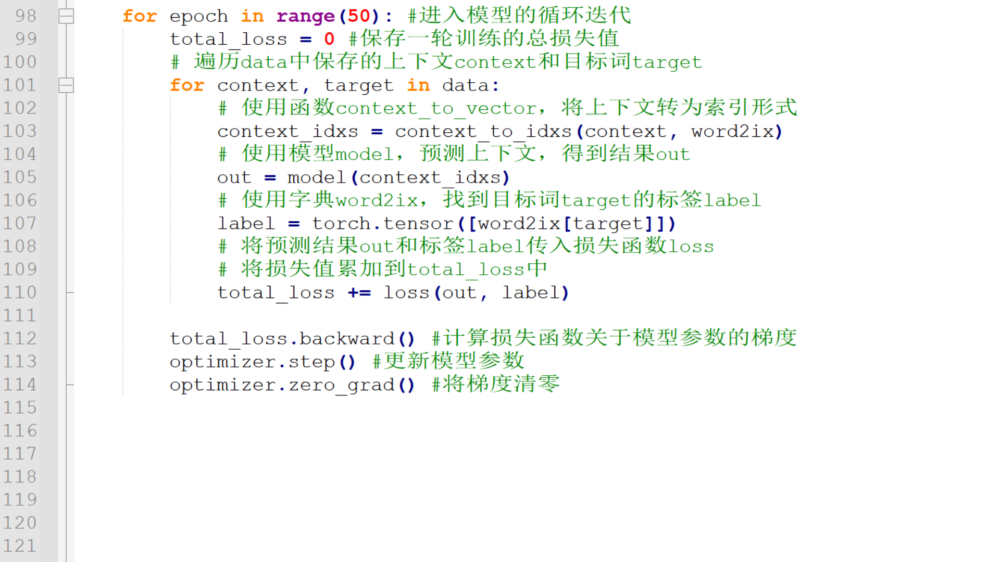 98 for epoch in range(50): #进入模型的循环迭代
99 total_loss = 0 #保存一轮训练的总损失值
100 # 遍历data中保存的上下文context和目标词target
101 for context, target in data:
102 # 使用函数context_to_vector，将上下文转为索引形式
103 context_idxs = context_to_idxs(context, word2ix)
104 # 使用模型model，预测上下文，得到结果out
105 out = model(context_idxs)
106 # 使用字典word2ix，找到目标词target的标签label
107 label = torch.tensor([word2ix[target]])
108 # 将预测结果out和标签label传入损失函数loss
109 # 将损失值累加到total_loss中
110 total_loss += loss(out, label)
111
112 total_loss.backward() #计算损失函数关于模型参数的梯度
113 optimizer.step() #更新模型参数
114 optimizer.zero_grad() #将梯度清零
115
116
117
118
119
120
121